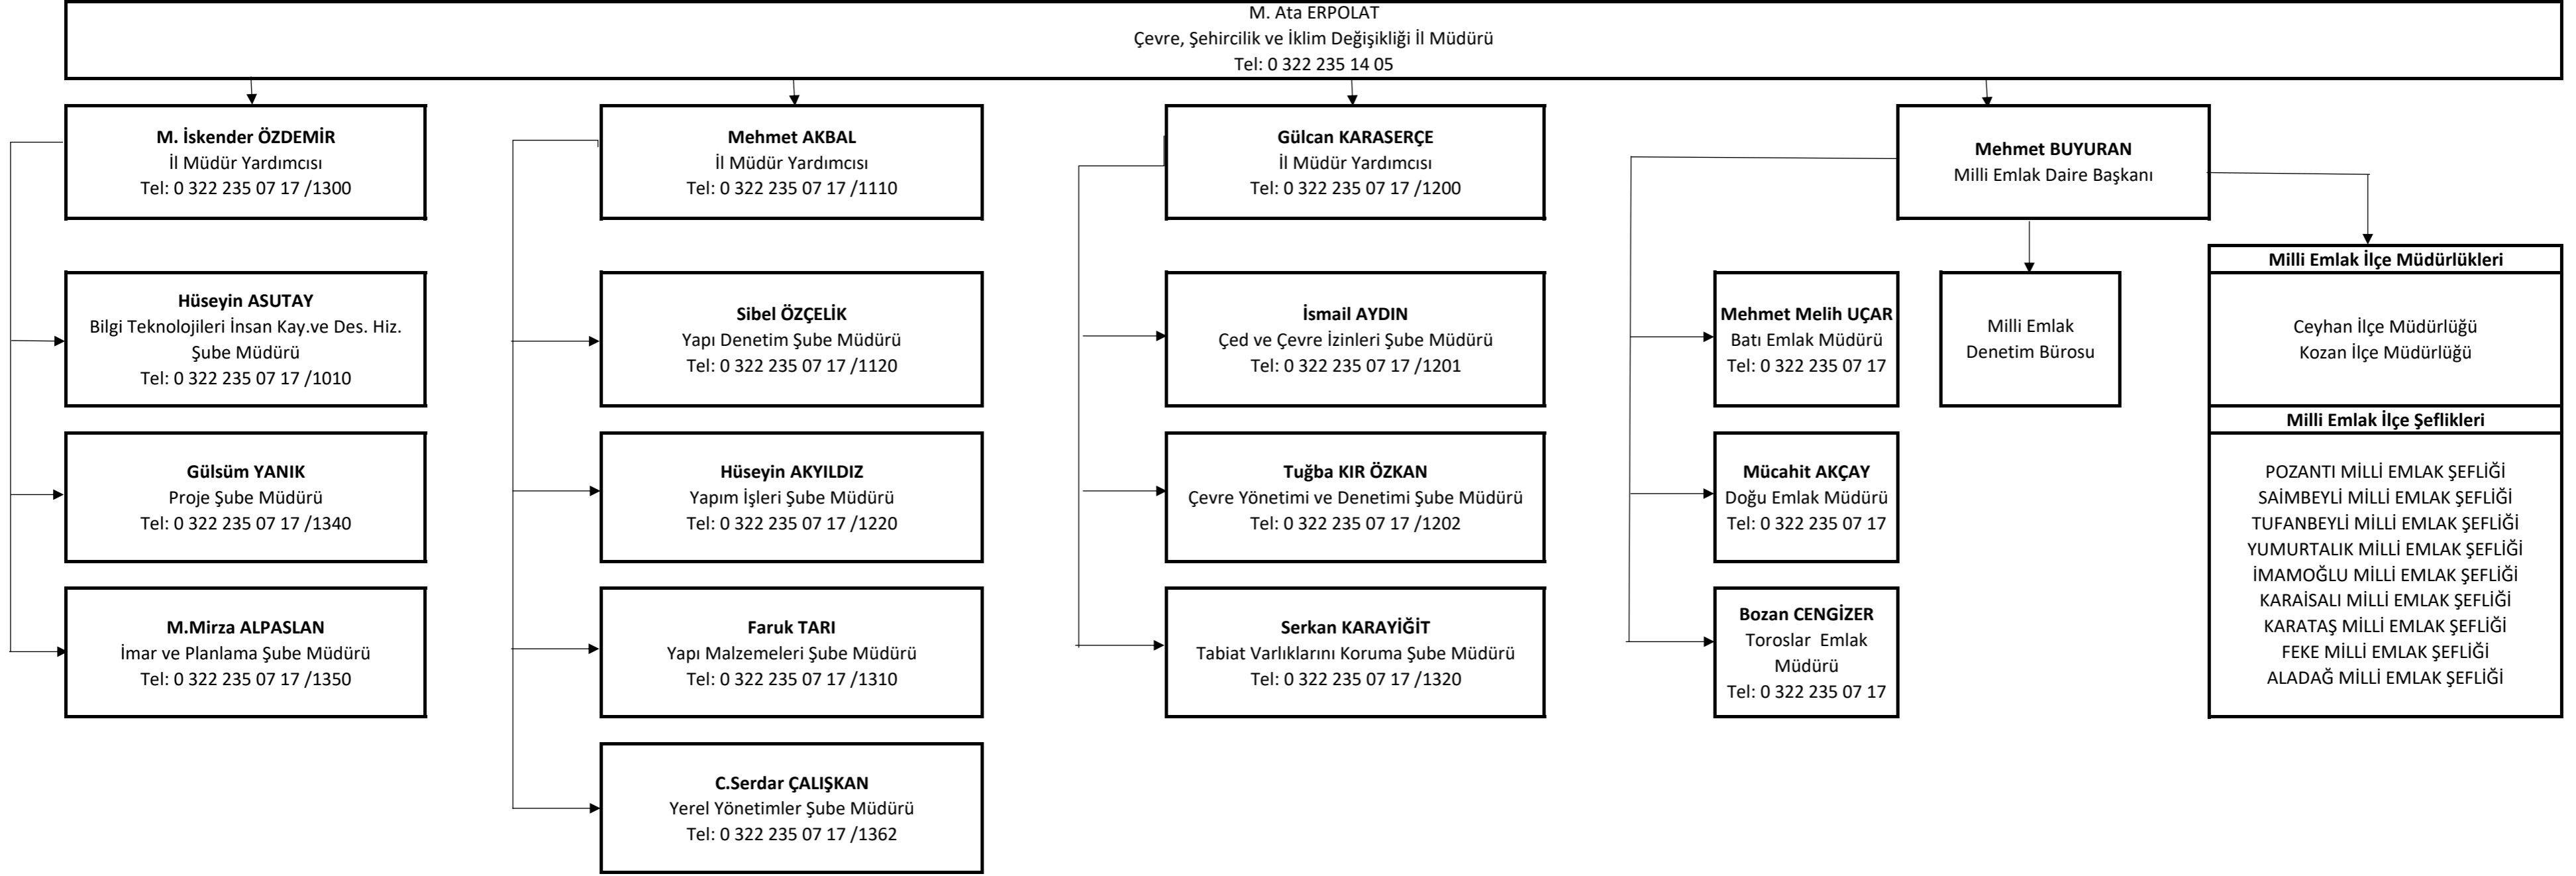 M. Ata ERPOLAT
Çevre, Şehircilik ve İklim Değişikliği İl Müdürü
Tel: 0 322 235 14 05
M. İskender ÖZDEMİR
İl Müdür Yardımcısı
Tel: 0 322 235 07 17 /1300
Mehmet AKBAL
İl Müdür Yardımcısı
Tel: 0 322 235 07 17 /1110
Gülcan KARASERÇE
İl Müdür Yardımcısı
Tel: 0 322 235 07 17 /1200
Mehmet BUYURAN
Milli Emlak Daire Başkanı
Hüseyin ASUTAY
Bilgi Teknolojileri İnsan Kay.ve Des. Hiz.
Şube Müdürü
Tel: 0 322 235 07 17 /1010
Sibel ÖZÇELİK
Yapı Denetim Şube Müdürü
Tel: 0 322 235 07 17 /1120
İsmail AYDIN
Çed ve Çevre İzinleri Şube Müdürü
Tel: 0 322 235 07 17 /1201
Mehmet Melih UÇAR
Batı Emlak Müdürü
Tel: 0 322 235 07 17
Milli Emlak
Denetim Bürosu
Milli Emlak İlçe Müdürlükleri
Ceyhan İlçe Müdürlüğü
Kozan İlçe Müdürlüğü
Gülsüm YANIK
Proje Şube Müdürü
Tel: 0 322 235 07 17 /1340
Hüseyin AKYILDIZ
Yapım İşleri Şube Müdürü
Tel: 0 322 235 07 17 /1220
Tuğba KIR ÖZKAN
Çevre Yönetimi ve Denetimi Şube Müdürü
Tel: 0 322 235 07 17 /1202
Mücahit AKÇAY
Doğu Emlak Müdürü
Tel: 0 322 235 07 17
Milli Emlak İlçe Şeflikleri
POZANTI MİLLİ EMLAK ŞEFLİĞİ
SAİMBEYLİ MİLLİ EMLAK ŞEFLİĞİ
TUFANBEYLİ MİLLİ EMLAK ŞEFLİĞİ
YUMURTALIK MİLLİ EMLAK ŞEFLİĞİ
İMAMOĞLU MİLLİ EMLAK ŞEFLİĞİ
KARAİSALI MİLLİ EMLAK ŞEFLİĞİ
KARATAŞ MİLLİ EMLAK ŞEFLİĞİ
FEKE MİLLİ EMLAK ŞEFLİĞİ
ALADAĞ MİLLİ EMLAK ŞEFLİĞİ
M.Mirza ALPASLAN
İmar ve Planlama Şube Müdürü
Tel: 0 322 235 07 17 /1350
Faruk TARI
Yapı Malzemeleri Şube Müdürü
Tel: 0 322 235 07 17 /1310
Serkan KARAYİĞİT
Tabiat Varlıklarını Koruma Şube Müdürü
Tel: 0 322 235 07 17 /1320
Bozan CENGİZER
Toroslar Emlak
Müdürü
Tel: 0 322 235 07 17
C.Serdar ÇALIŞKAN
Yerel Yönetimler Şube Müdürü
Tel: 0 322 235 07 17 /1362